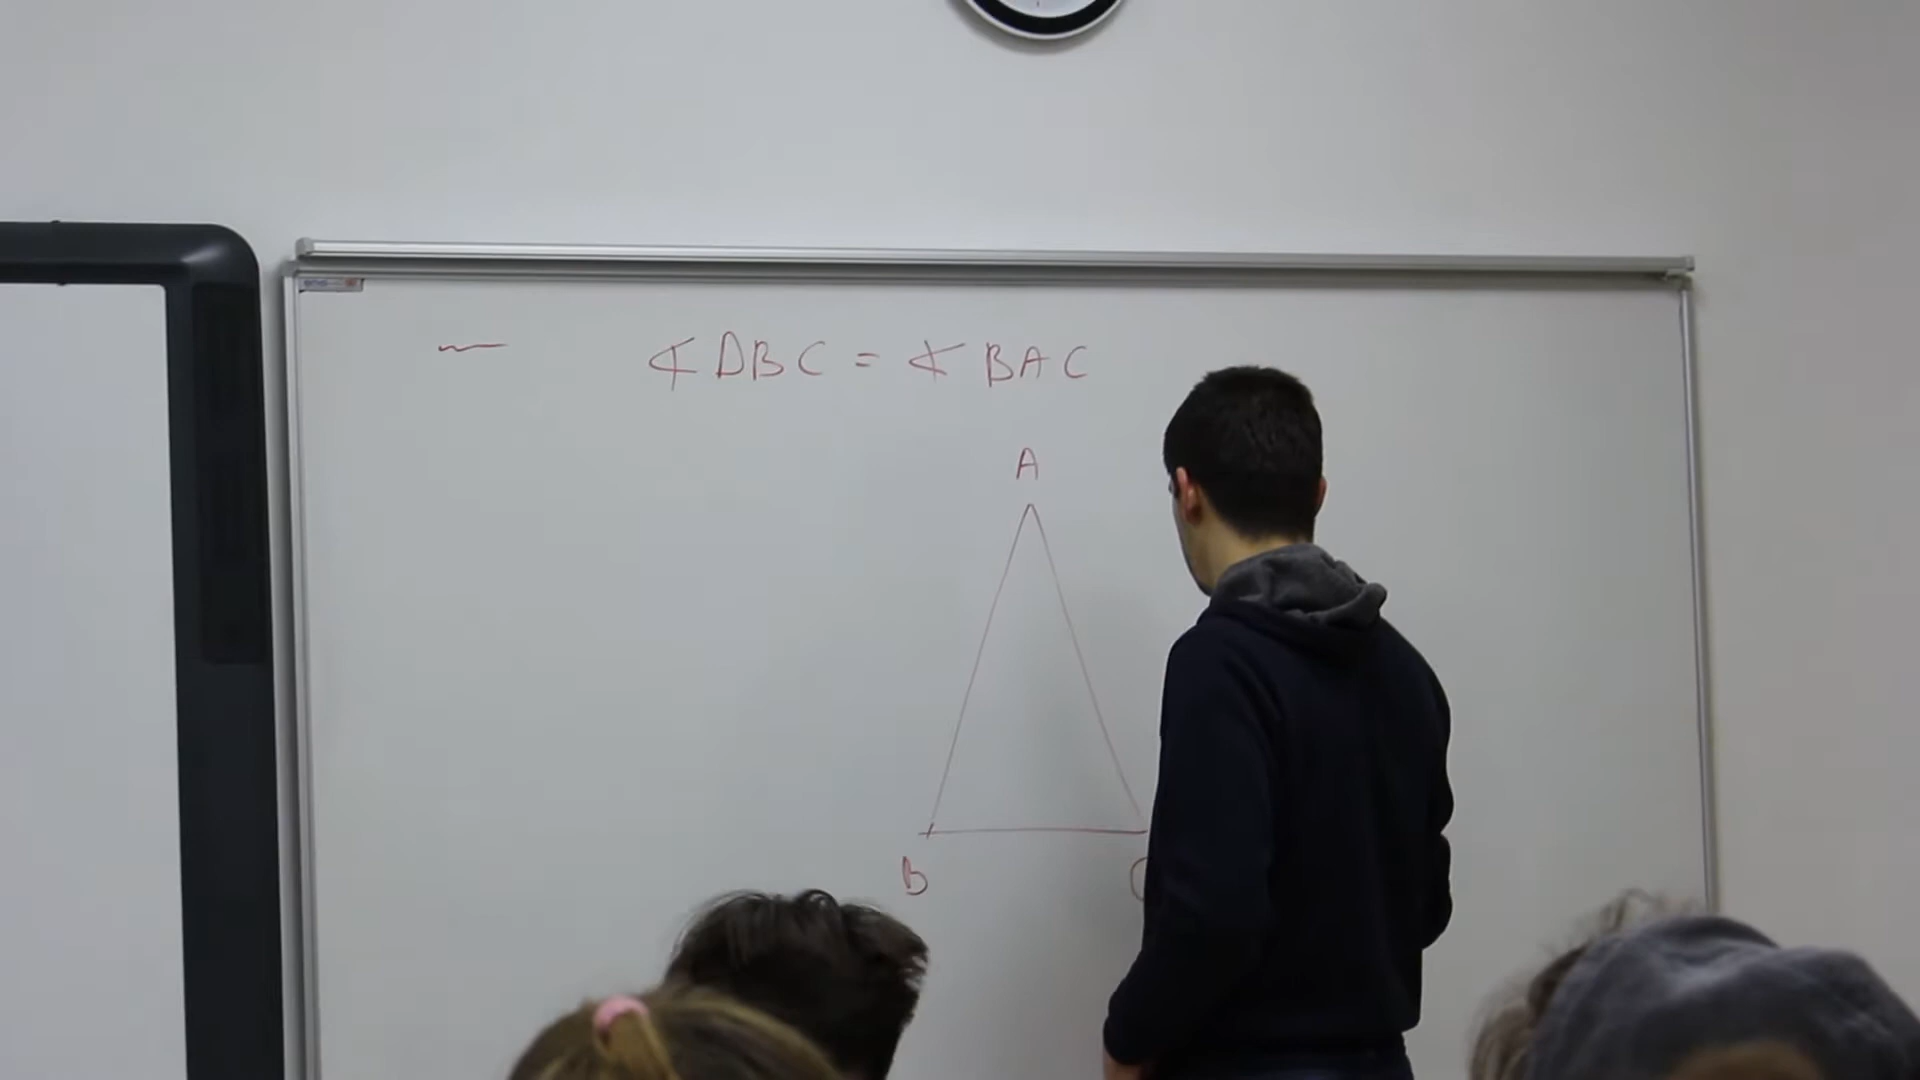 ∢DBC = ∢BAC
A
B C